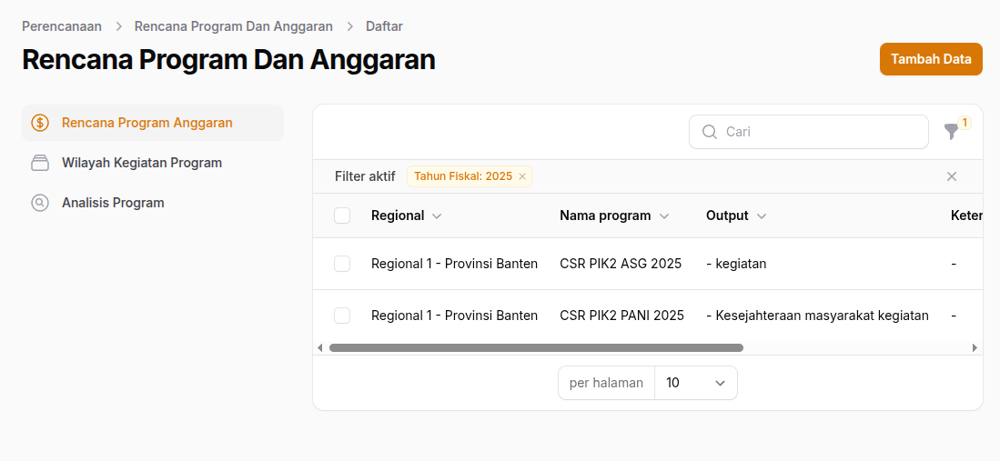 Perencanaan > Rencana Program Dan Anggaran > Daftar
Rencana Program Dan Anggaran
Tambah Data
Rencana Program Anggaran
Wilayah Kegiatan Program
Analisis Program
Cari
1
Filter aktif Tahun Fiskal: 2025 ×
Regional Nama program Output Keter
Regional 1 - Provinsi Banten CSR PIK2 ASG 2025 - kegiatan -
Regional 1 - Provinsi Banten CSR PIK2 PANI 2025 - Kesejahteraan masyarakat kegiatan -
per halaman 10